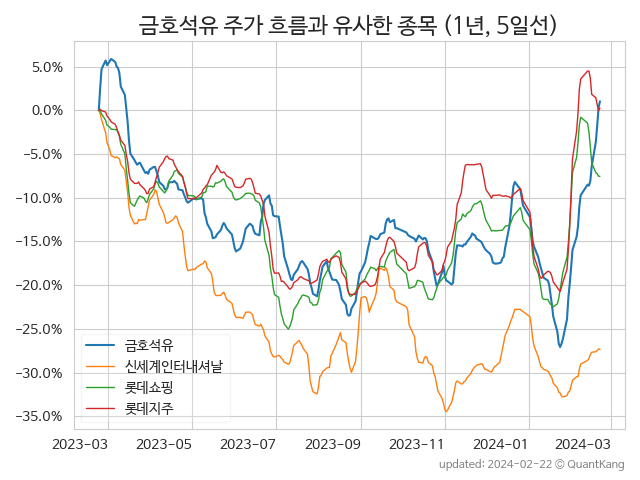 금호석유 주가 흐름과 유사한 종목 (1년, 5일선)
5.0%
0.0%
−5.0%
−10.0%
−15.0%
−20.0%
−25.0%
−30.0%
−35.0%
금호석유
신세계인터내셔날
롯데쇼핑
롯데지주
2023−03 2023−05 2023−07 2023−09 2023−11 2024−01 2024−03
updated: 2024−02−22 © QuantKang